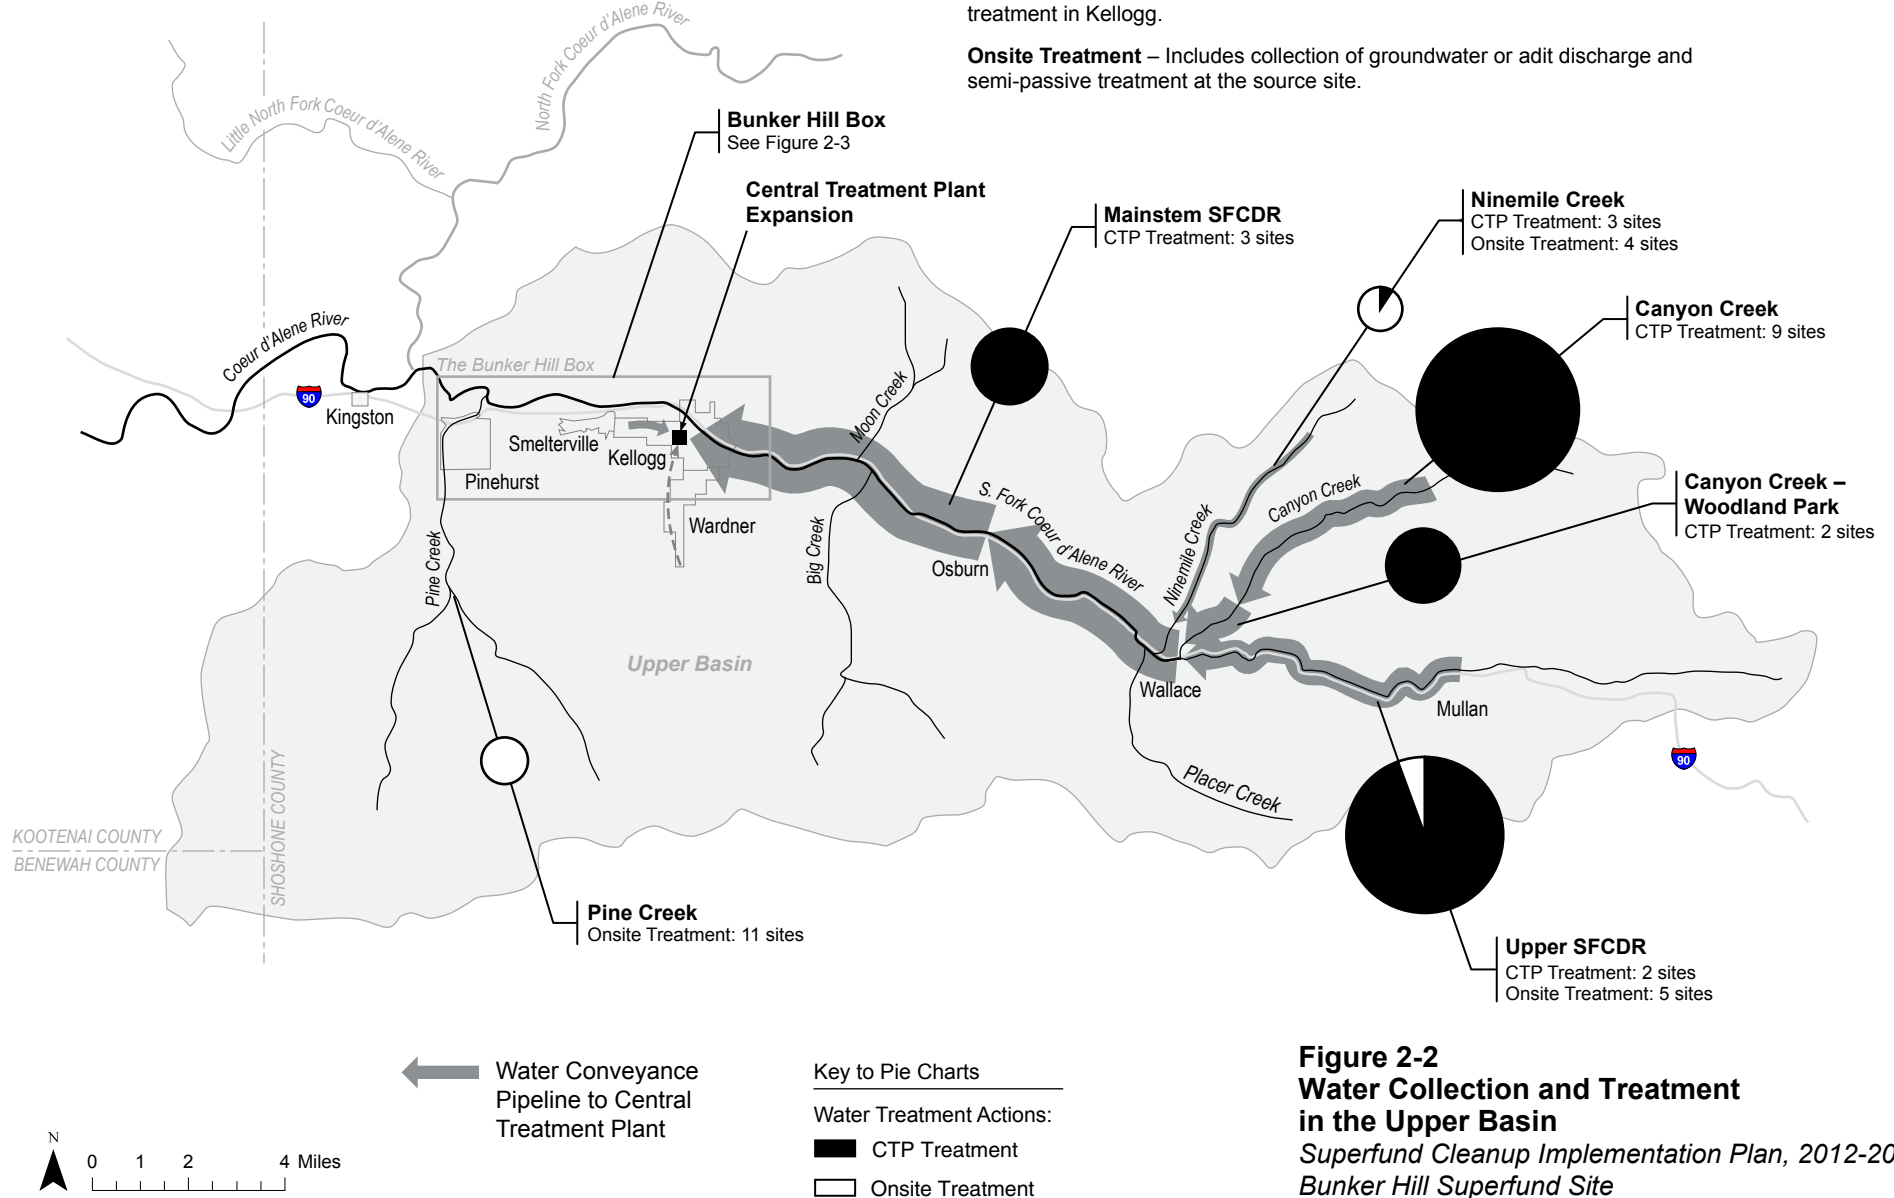 treatment in Kellogg.
Onsite Treatment – Includes collection of groundwater or adit discharge and
semi-passive treatment at the source site.
North Fork Coeur d'Alene River
Little North Fork Coeur d'Alene River
Bunker Hill Box
See Figure 2-3
Central Treatment Plant
Expansion
Mainstem SFCDR
CTP Treatment: 3 sites
Ninemile Creek
CTP Treatment: 3 sites
Onsite Treatment: 4 sites
Canyon Creek
CTP Treatment: 9 sites
Coeur d'Alene River
The Bunker Hill Box
90
Kingston
Smelterville
Kellogg
Pinehurst
Wardner
Moon Creek
S. Fork Coeur d'Alene River
Canyon Creek
Canyon Creek –
Woodland Park
CTP Treatment: 2 sites
Ninemile Creek
Pine Creek
Big Creek
Osburn
Upper Basin
Wallace
Mullan
90
Placer Creek
KOOTENAI COUNTY
BENEWAH COUNTY
SHOSHONE COUNTY
Pine Creek
Onsite Treatment: 11 sites
Upper SFCDR
CTP Treatment: 2 sites
Onsite Treatment: 5 sites
Water Conveyance
Pipeline to Central
Treatment Plant
Key to Pie Charts
Water Treatment Actions:
CTP Treatment
Onsite Treatment
N
0 1 2 4 Miles
Figure 2-2
Water Collection and Treatment
in the Upper Basin
Superfund Cleanup Implementation Plan, 2012-20
Bunker Hill Superfund Site